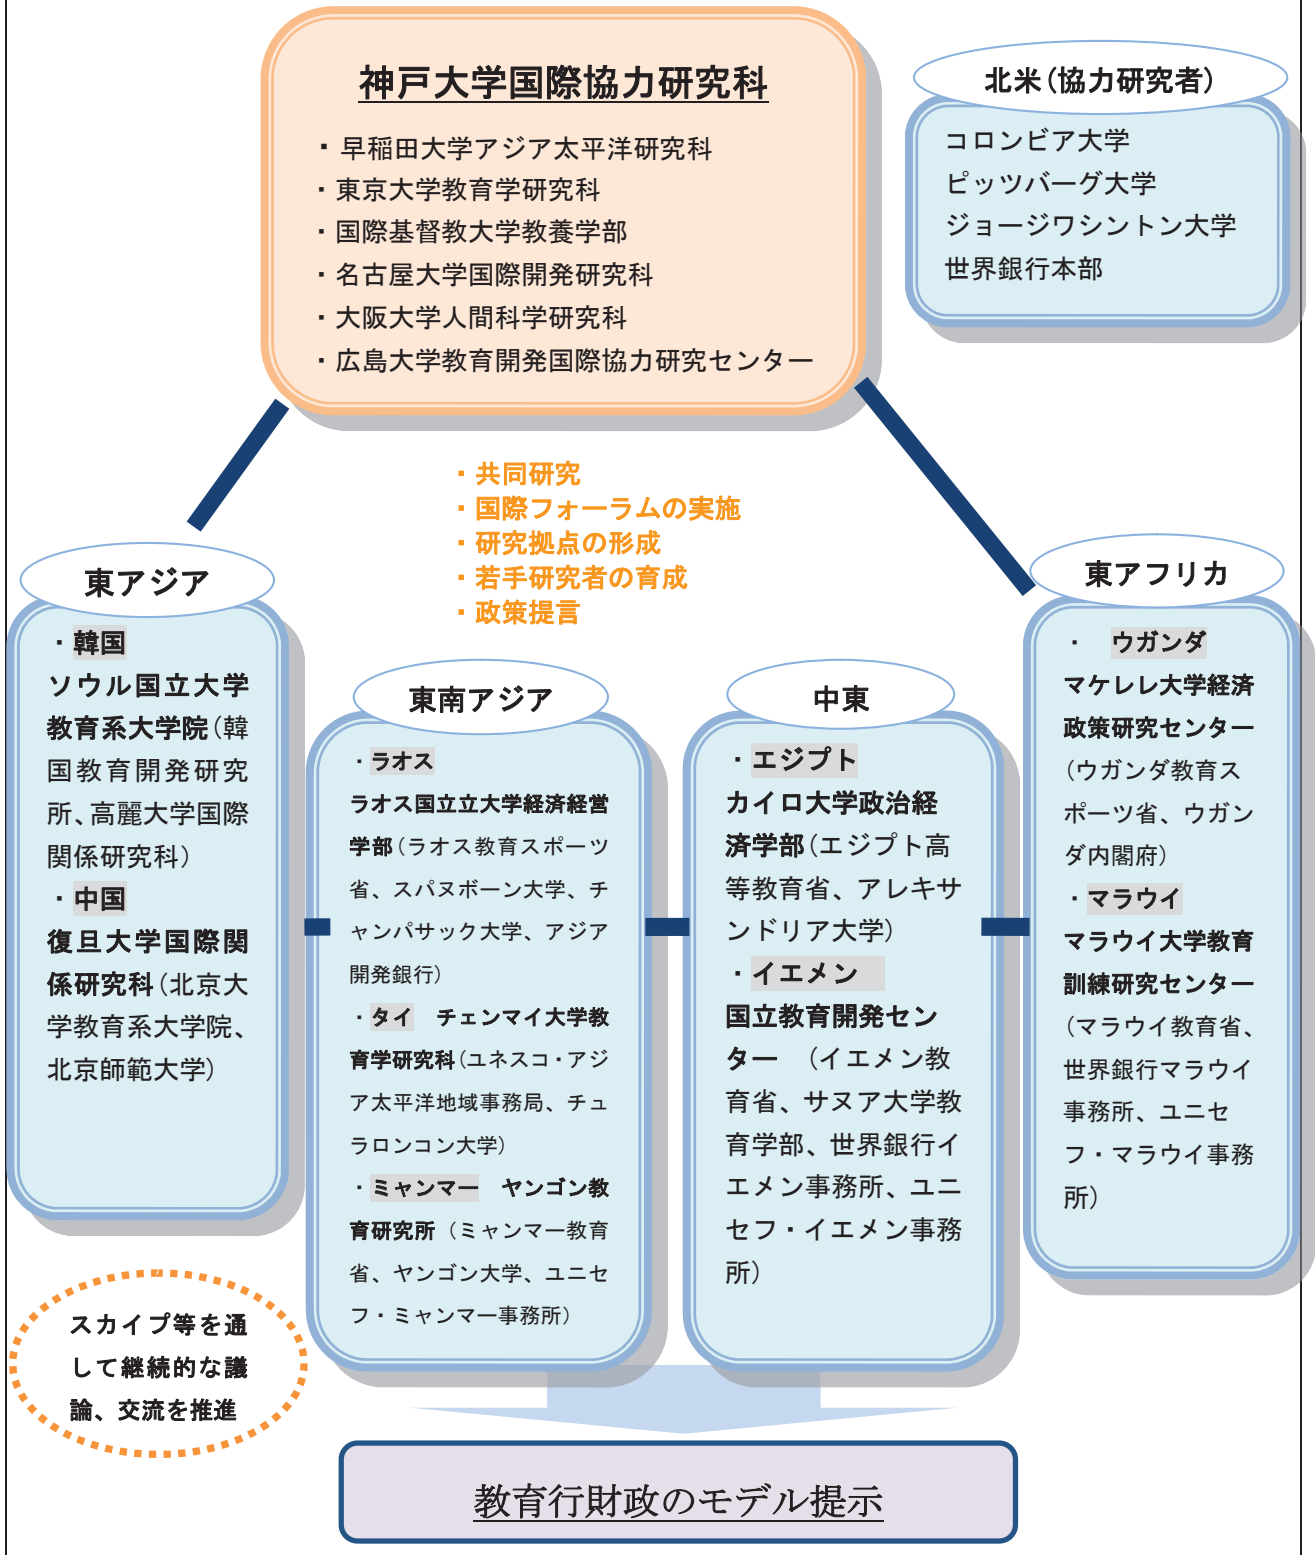 神戸大学国際協力研究科
・早稲田大学アジア太平洋研究科
・東京大学教育学研究科
・国際基督教大学教養学部
・名古屋大学国際開発研究科
・大阪大学人間科学研究科
・広島大学教育開発国際協力研究センター
北米(協力研究者)
コロンビア大学
ピッツバーグ大学
ジョージワシントン大学
世界銀行本部
・共同研究
・国際フォーラムの実施
・研究拠点の形成
・若手研究者の育成
・政策提言
東アジア
・韓国
ソウル国立大学
教育系大学院(韓
国教育開発研究
所、高麗大学国際
関係研究科)
・中国
復旦大学国際関
係研究科(北京大
学教育系大学院、
北京師範大学)
東南アジア
・ラオス
ラオス国立立大学経済経営
学部(ラオス教育スポーツ
省、スパヌボーン大学、チ
ャンパサック大学、アジア
開発銀行)
・タイ　チェンマイ大学教
育学研究科(ユネスコ・アジ
ア太平洋地域事務局、チュ
ラロンコン大学)
・ミャンマー　ヤンゴン教
育研究所（ミャンマー教育
省、ヤンゴン大学、ユニセ
フ・ミャンマー事務所）
中東
・エジプト
カイロ大学政治経
済学部(エジプト高
等教育省、アレキサ
ンドリア大学)
・イエメン
国立教育開発セン
ター　（イエメン教
育省、サヌア大学教
育学部、世界銀行イ
エメン事務所、ユニ
セフ・イエメン事務
所）
東アフリカ
・　ウガンダ
マケレレ大学経済
政策研究センター
(ウガンダ教育ス
ポーツ省、ウガン
ダ内閣府)
・マラウイ
マラウイ大学教育
訓練研究センター
(マラウイ教育省、
世界銀行マラウイ
事務所、ユニセ
フ・マラウイ事務
所)
スカイプ等を通
して継続的な議
論、交流を推進
教育行財政のモデル提示